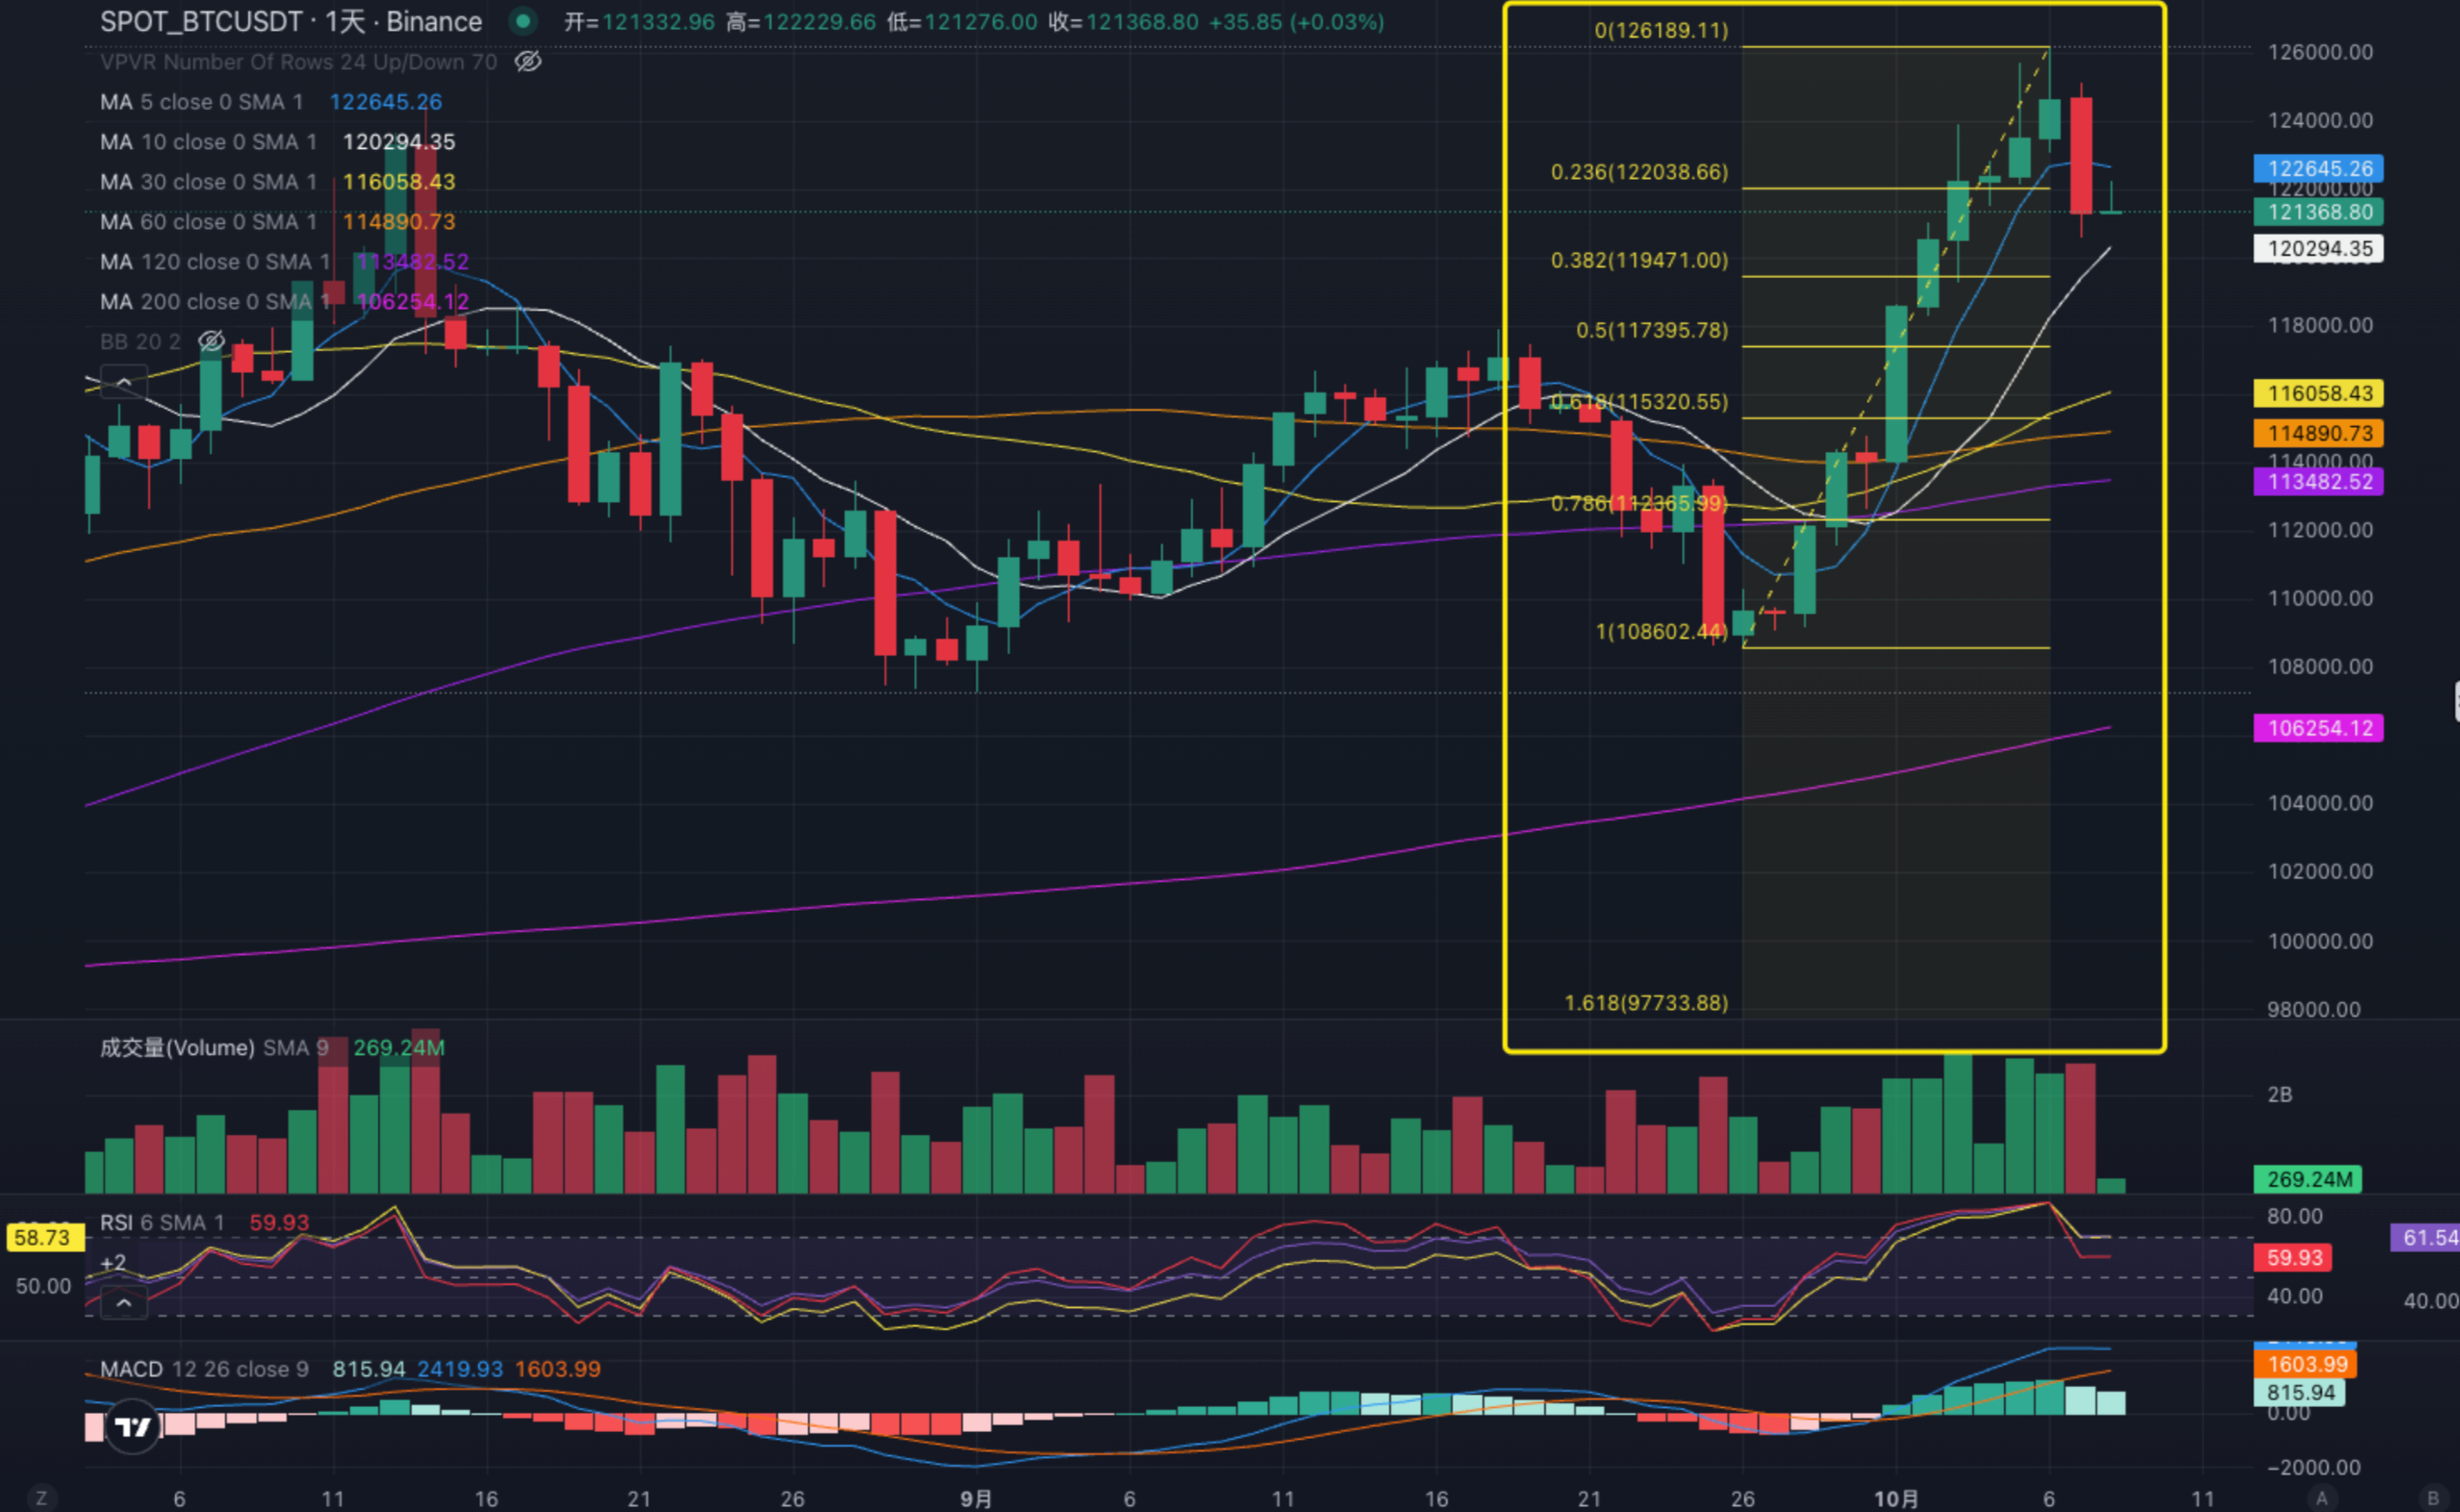 SPOT_BTCUSDT · 1天 · Binance 开=121332.96 高=122229.66 低=121276.00 收=121368.80 +35.85 (+0.03%)
VPVR Number Of Rows 24 Up/Down 70
MA 5 close 0 SMA 1 122645.26
MA 10 close 0 SMA 1 120294.35
MA 30 close 0 SMA 1 116058.43
MA 60 close 0 SMA 1 114890.73
MA 120 close 0 SMA 1 113482.52
MA 200 close 0 SMA 1 106254.12
BB 20 2
0(126189.11)
0.236(122038.66)
0.382(119471.00)
0.5(117395.78)
0.618(115320.55)
0.786(112365.99)
1(108602.44)
1.618(97733.88)
126000.00
124000.00
122645.26
122000.00
121368.80
120294.35
118000.00
116058.43
114890.73
114000.00
113482.52
112000.00
110000.00
108000.00
106254.12
104000.00
102000.00
100000.00
98000.00
成交量(Volume) SMA 9 269.24M
2B
269.24M
RSI 6 SMA 1 59.93
+2
58.73
50.00
80.00
61.54
59.93
40.00
40.00
MACD 12 26 close 9 815.94 2419.93 1603.99
1603.99
815.94
0.00
−2000.00
Z 6 11 16 21 26 9月 6 11 16 21 26 10月 6 11 A B